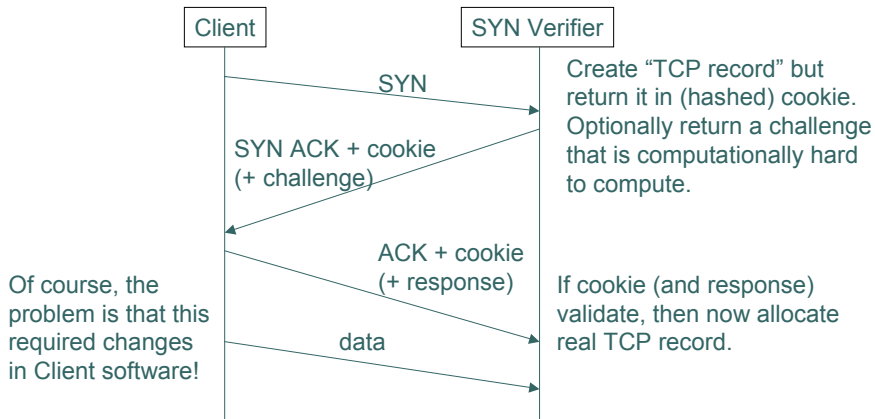 Client
SYN Verifier
SYN
Create “TCP record” but
return it in (hashed) cookie.
Optionally return a challenge
that is computationally hard
to compute.
SYN ACK + cookie
(+ challenge)
ACK + cookie
(+ response)
Of course, the
problem is that this
required changes
in Client software!
If cookie (and response)
validate, then now allocate
real TCP record.
data